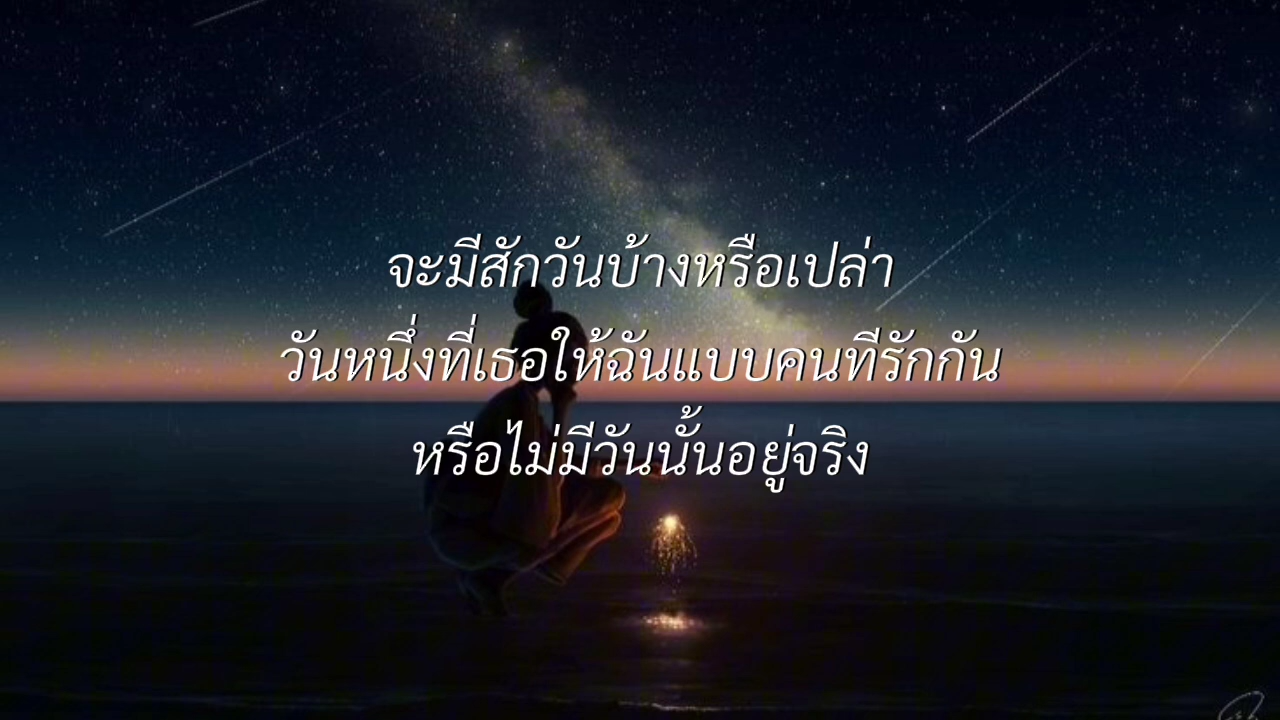 จะมีสักวันบ้างหรือเปล่า
วันหนึ่งที่เธอให้ฉันแบบคนทีรักกัน
หรือไม่มีวันนั้นอยู่จริง